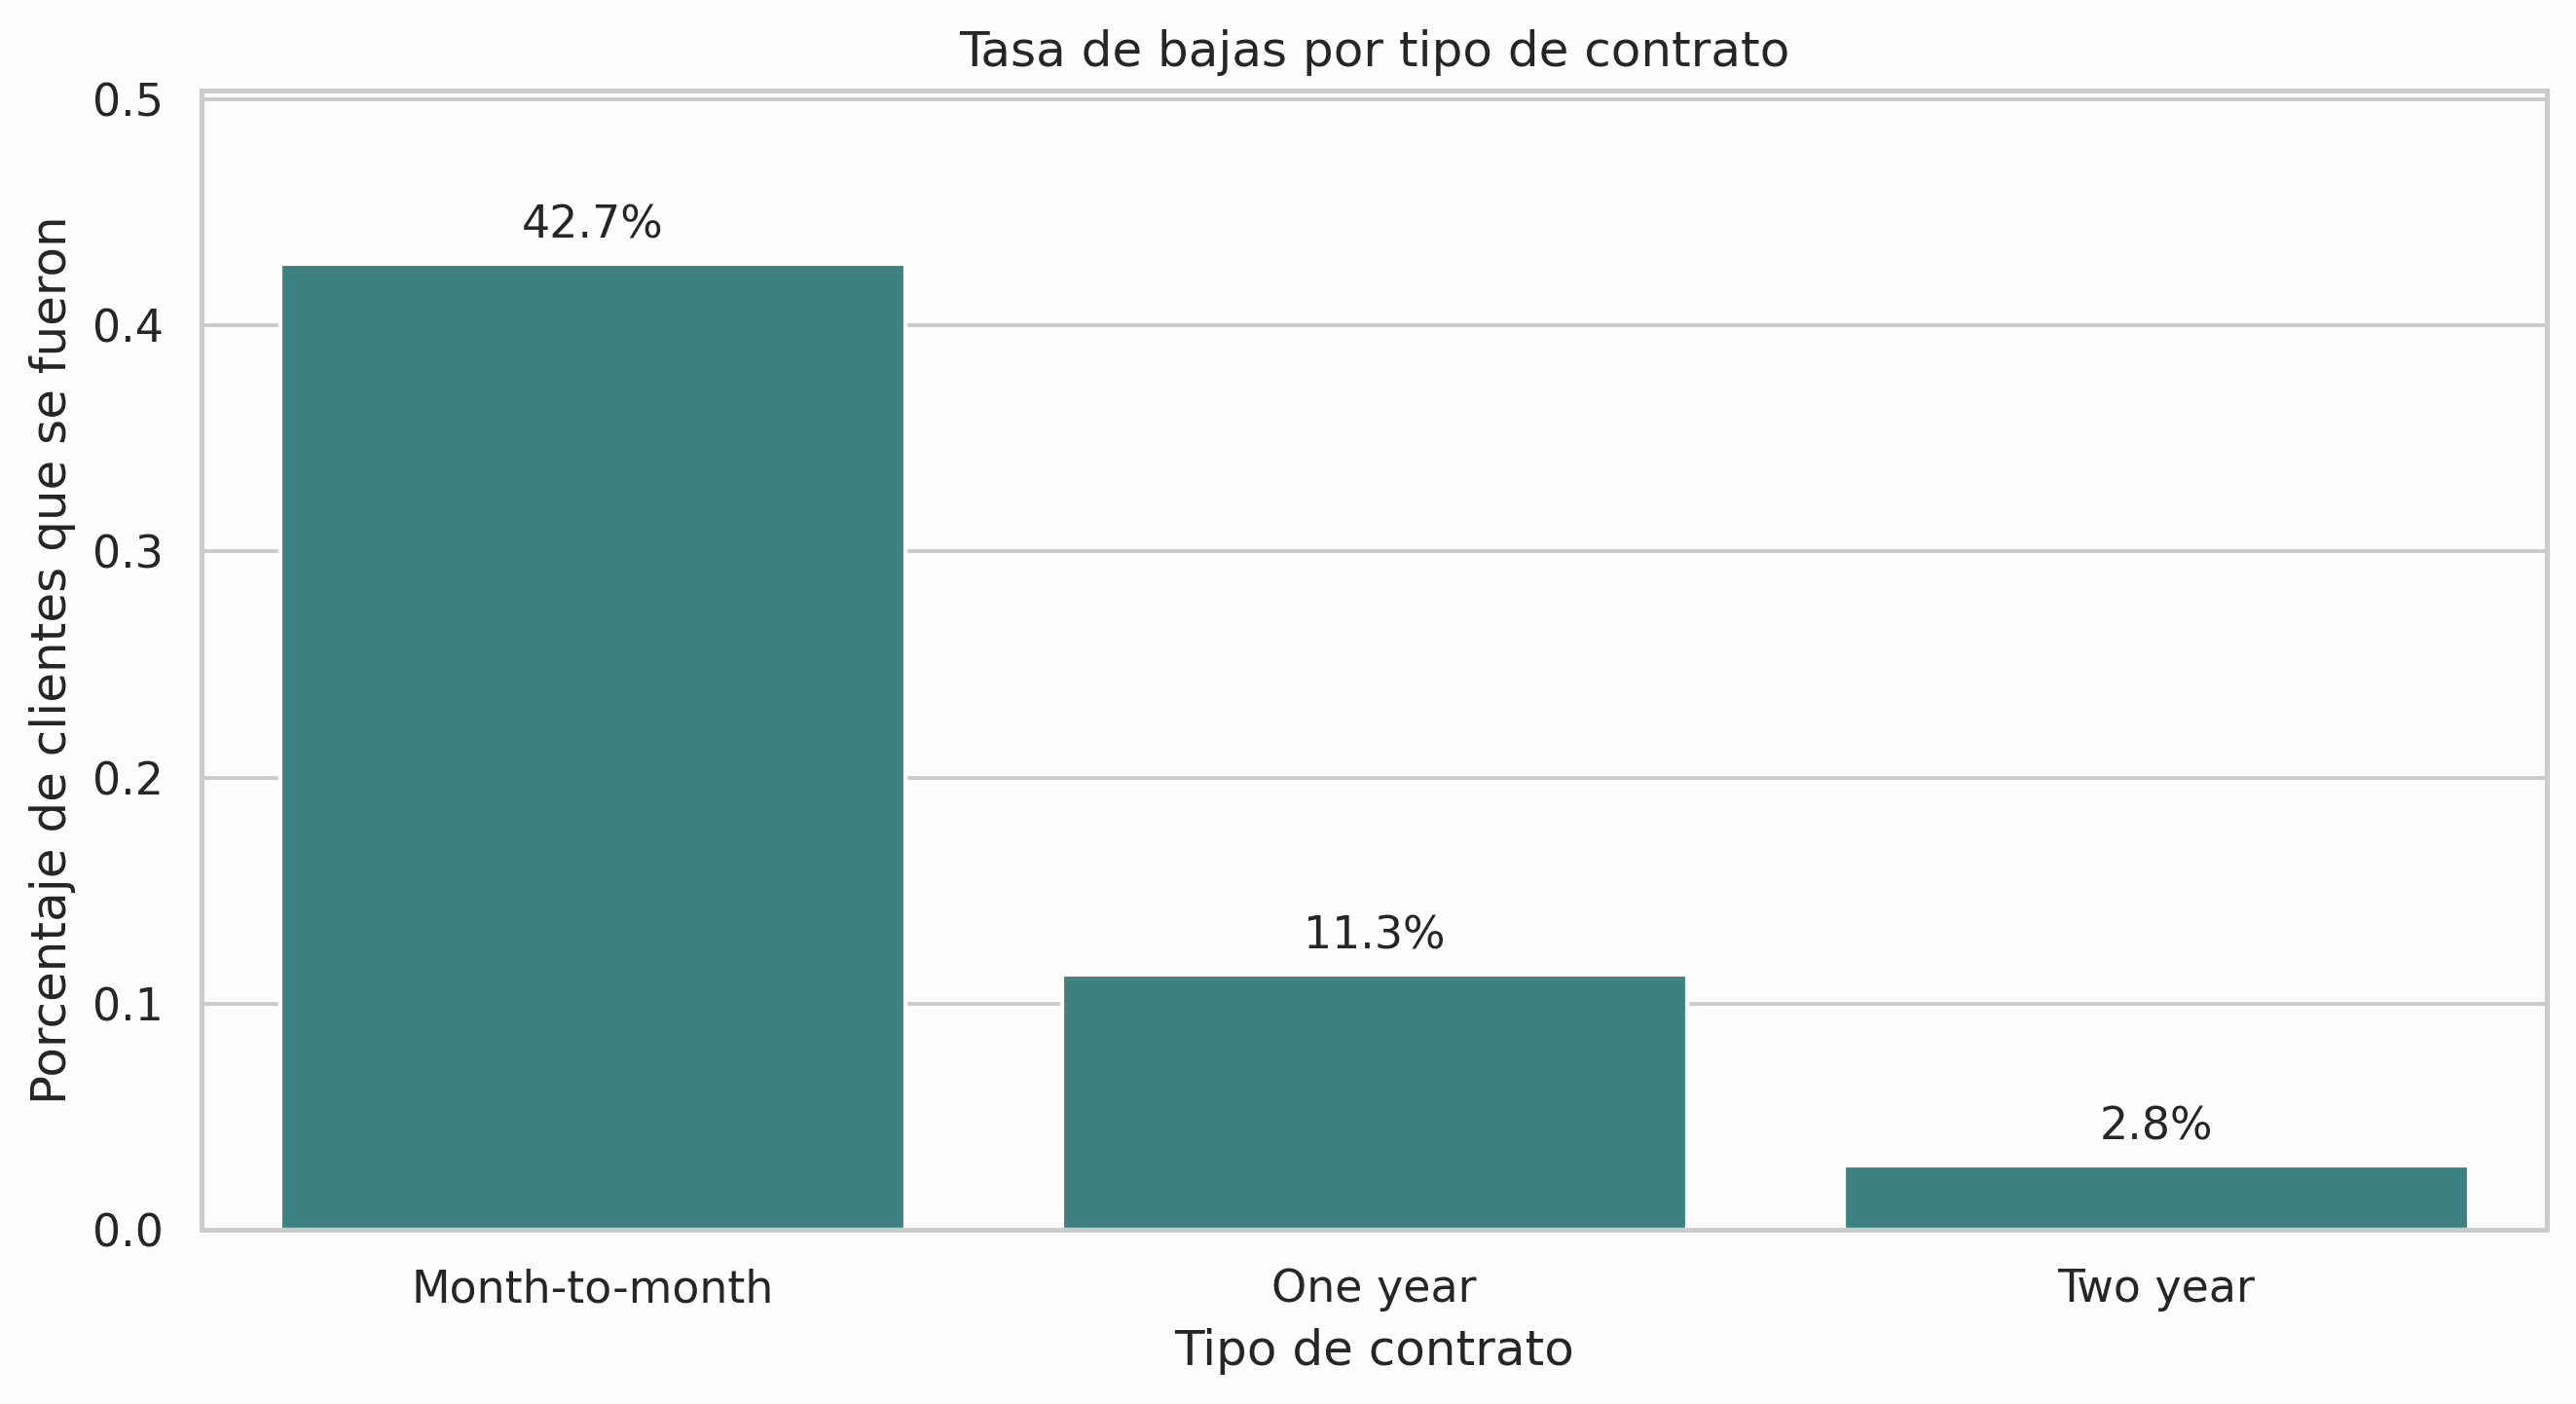 Tasa de bajas por tipo de contrato
Porcentaje de clientes que se fueron
0.5
0.4
0.3
0.2
0.1
0.0
42.7%
11.3%
2.8%
Month-to-month
One year
Two year
Tipo de contrato